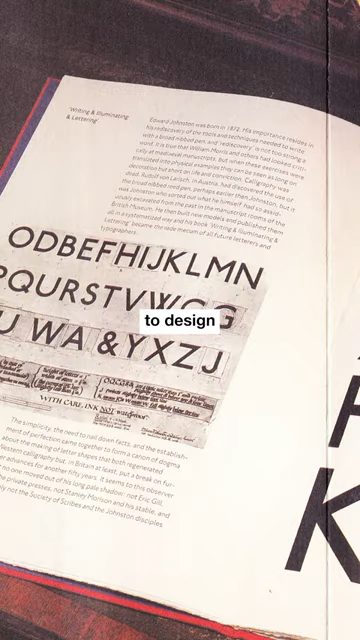 'Writing & Illuminating
& Lettering'
Edward Johnston was born in 1872. His importance resides in
his rediscovery of the tools and techniques needed to write
with a broad nibbed pen, and 'rediscovery' is not too strong a
word. It is true that William Morris and others had looked criti-
cally at mediaeval manuscripts. But when these exercises were
translated into physical examples they can be seen as long on
decoration but short on life and conviction. Calligraphy was
dead. Rudolf von Larisch, in Austria, had discovered the use of
the broad nibbed reed pen, perhaps earlier than Johnston, but it
was Johnston who sorted out what he himself had so assid-
uously exhumed from the past in the manuscript rooms of the
British Museum. He then built new models and published them
all in a systematized way and his book 'Writing & Illuminating &
Lettering' became the vade mecum of all future letterers and
typographers.
ODBEFHIJKLMN
PQURSTVWCG
U WA & YXZJ
to design
WITH CARE, INK NOT waterproof
The simplicity, the need to nail down facts, and the establish-
ment of perfection came together to form a canon of dogma
about the making of letter shapes that both regenerated
Western calligraphy but, in Britain at least, put a brake on fur-
er advances for another fifty years. It seems to this observer
no one moved out of his long pale shadow: not Eric Gill,
he private presses, not Stanley Morison and his stable, and
ly not the Society of Scribes and the Johnston disciples
K